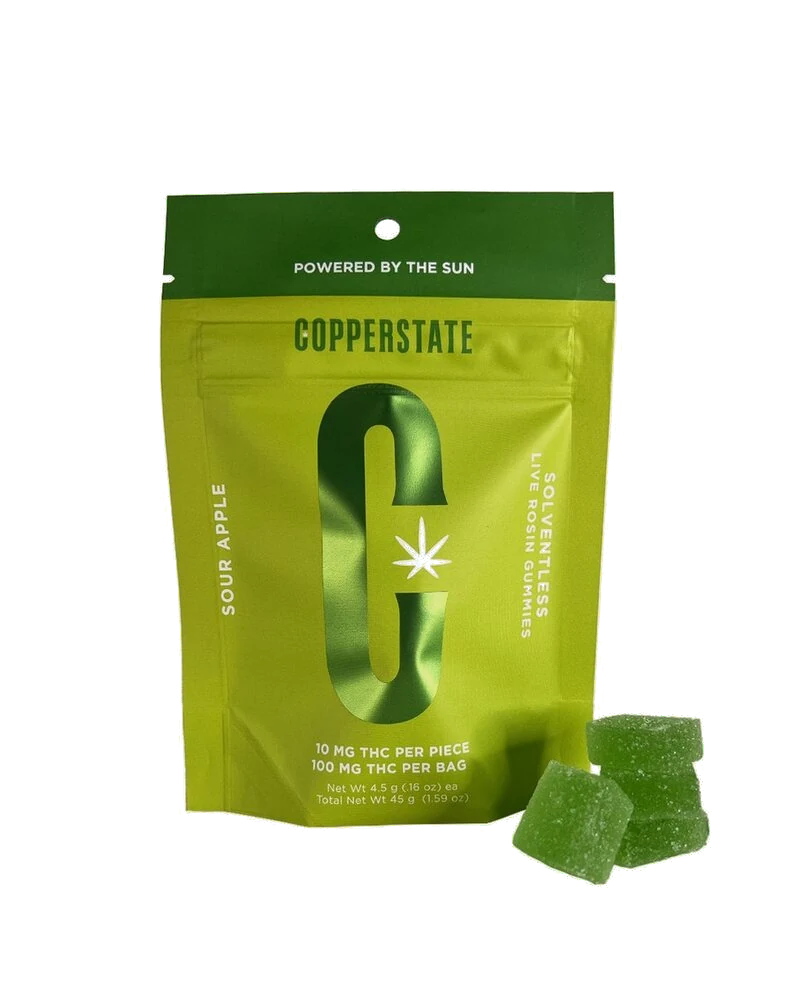 POWERED BY THE SUN
COPPERSTATE
C
SOUR APPLE
SOLVENTLESS
LIVE ROSIN GUMMIES
10 MG THC PER PIECE
100 MG THC PER BAG
Net Wt 4.5 g (.16 oz) ea
Total Net Wt 45 g (1.59 oz)